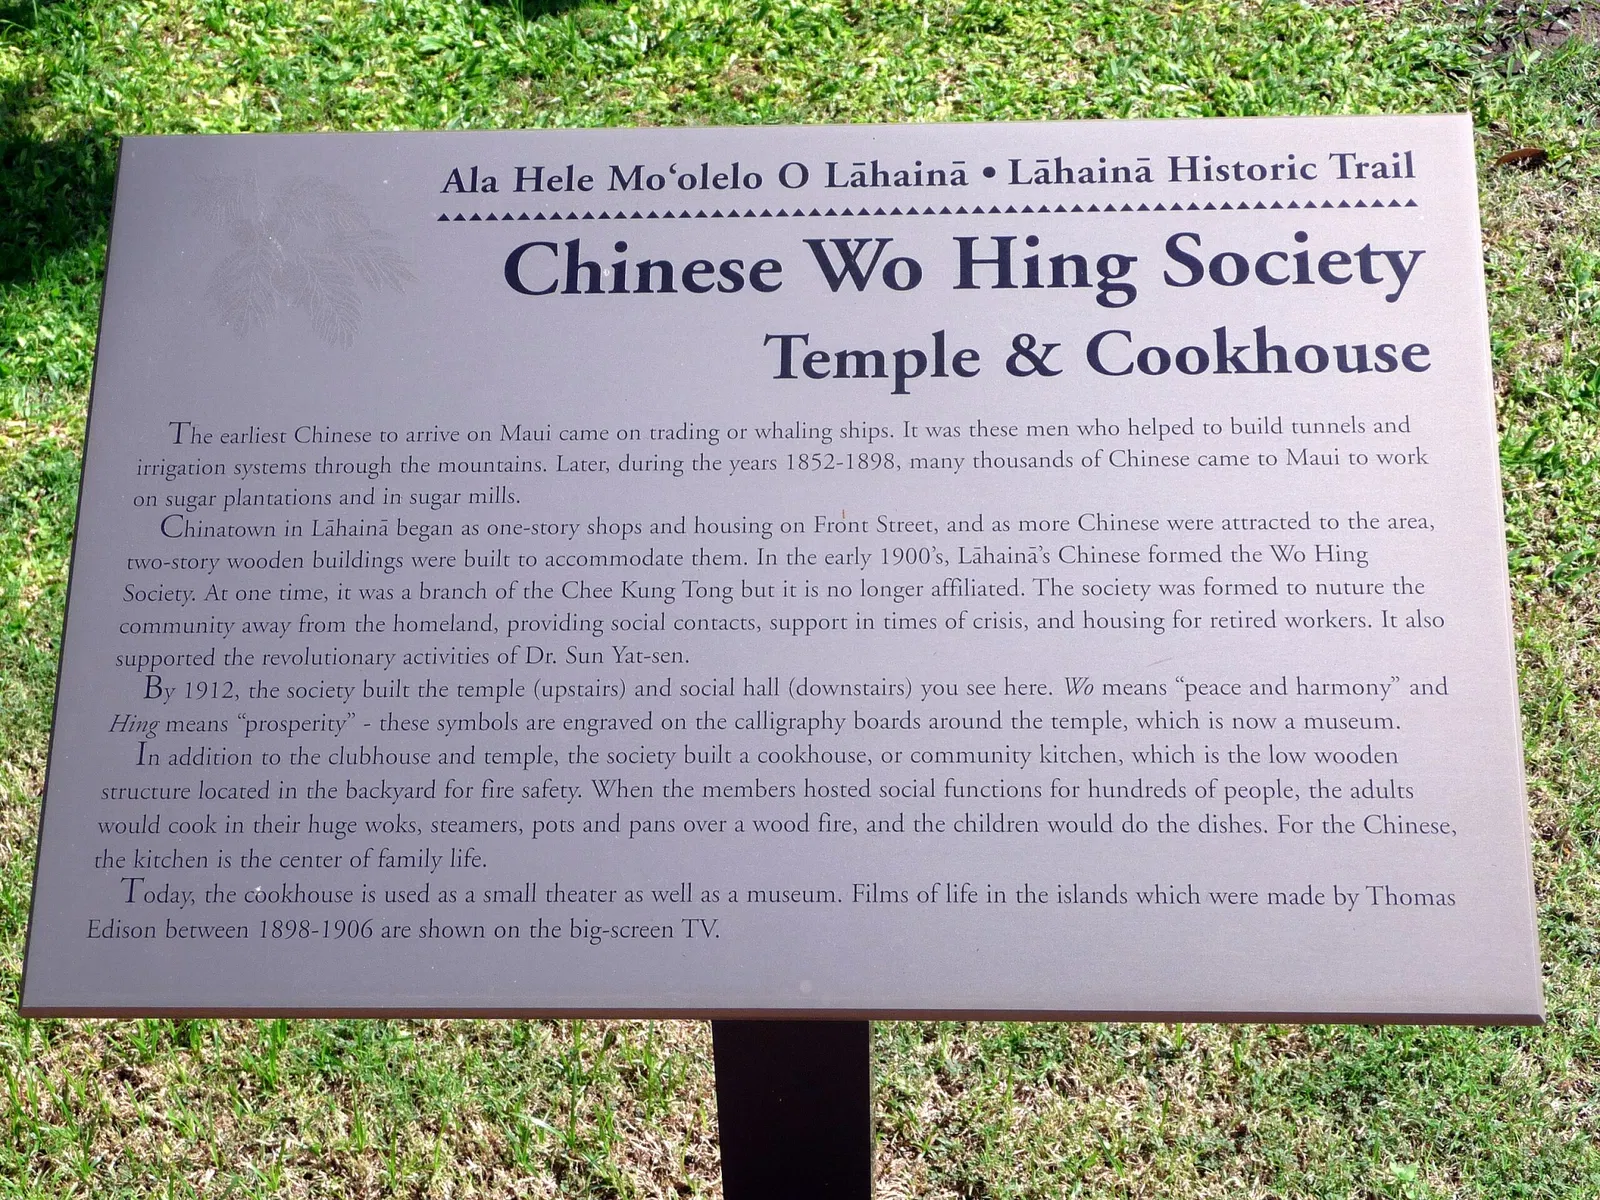 Ala Hele Mo‘olelo O Lāhainā • Lāhainā Historic Trail
Chinese Wo Hing Society
Temple & Cookhouse
The earliest Chinese to arrive on Maui came on trading or whaling ships. It was these men who helped to build tunnels and
irrigation systems through the mountains. Later, during the years 1852-1898, many thousands of Chinese came to Maui to work
on sugar plantations and in sugar mills.
Chinatown in Lāhainā began as one-story shops and housing on Front Street, and as more Chinese were attracted to the area,
two-story wooden buildings were built to accommodate them. In the early 1900’s, Lāhainā’s Chinese formed the Wo Hing
Society. At one time, it was a branch of the Chee Kung Tong but it is no longer affiliated. The society was formed to nuture the
community away from the homeland, providing social contacts, support in times of crisis, and housing for retired workers. It also
supported the revolutionary activities of Dr. Sun Yat-sen.
By 1912, the society built the temple (upstairs) and social hall (downstairs) you see here. Wo means “peace and harmony” and
Hing means “prosperity” - these symbols are engraved on the calligraphy boards around the temple, which is now a museum.
In addition to the clubhouse and temple, the society built a cookhouse, or community kitchen, which is the low wooden
structure located in the backyard for fire safety. When the members hosted social functions for hundreds of people, the adults
would cook in their huge woks, steamers, pots and pans over a wood fire, and the children would do the dishes. For the Chinese,
the kitchen is the center of family life.
Today, the cookhouse is used as a small theater as well as a museum. Films of life in the islands which were made by Thomas
Edison between 1898-1906 are shown on the big-screen TV.